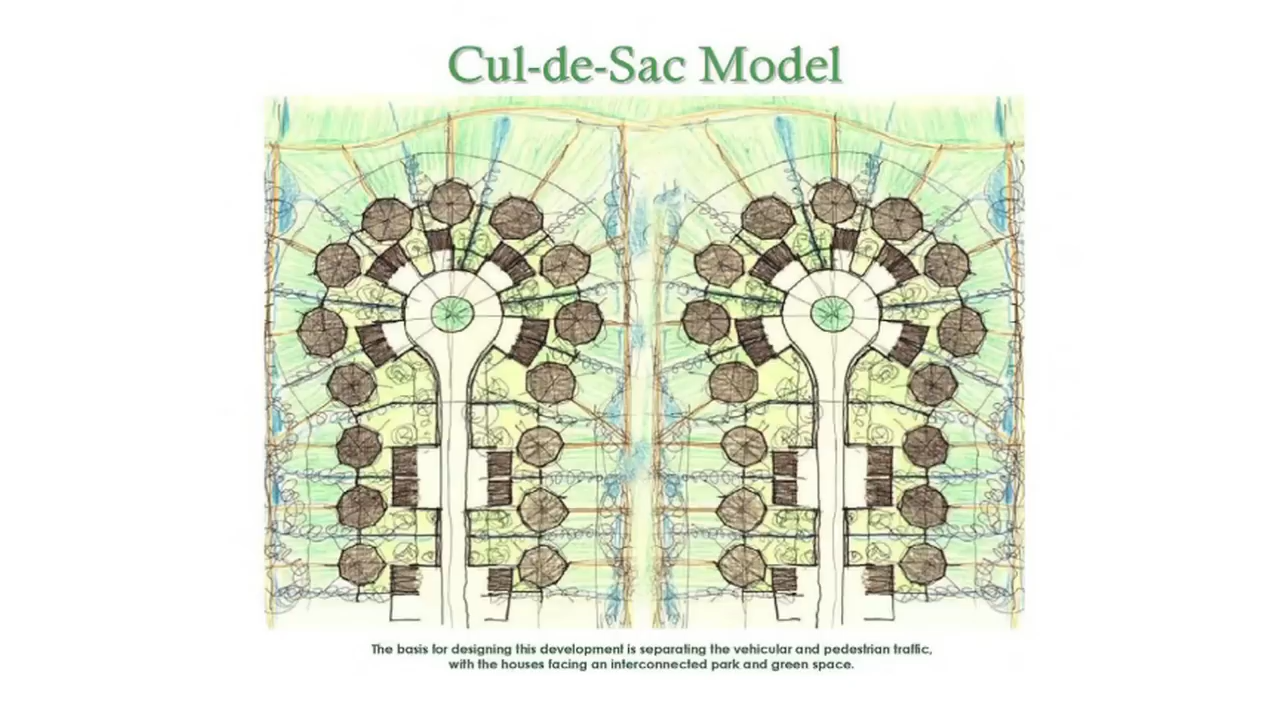 Cul-de-Sac Model
The basis for designing this development is separating the vehicular and pedestrian traffic,
with the houses facing an interconnected park and green space.